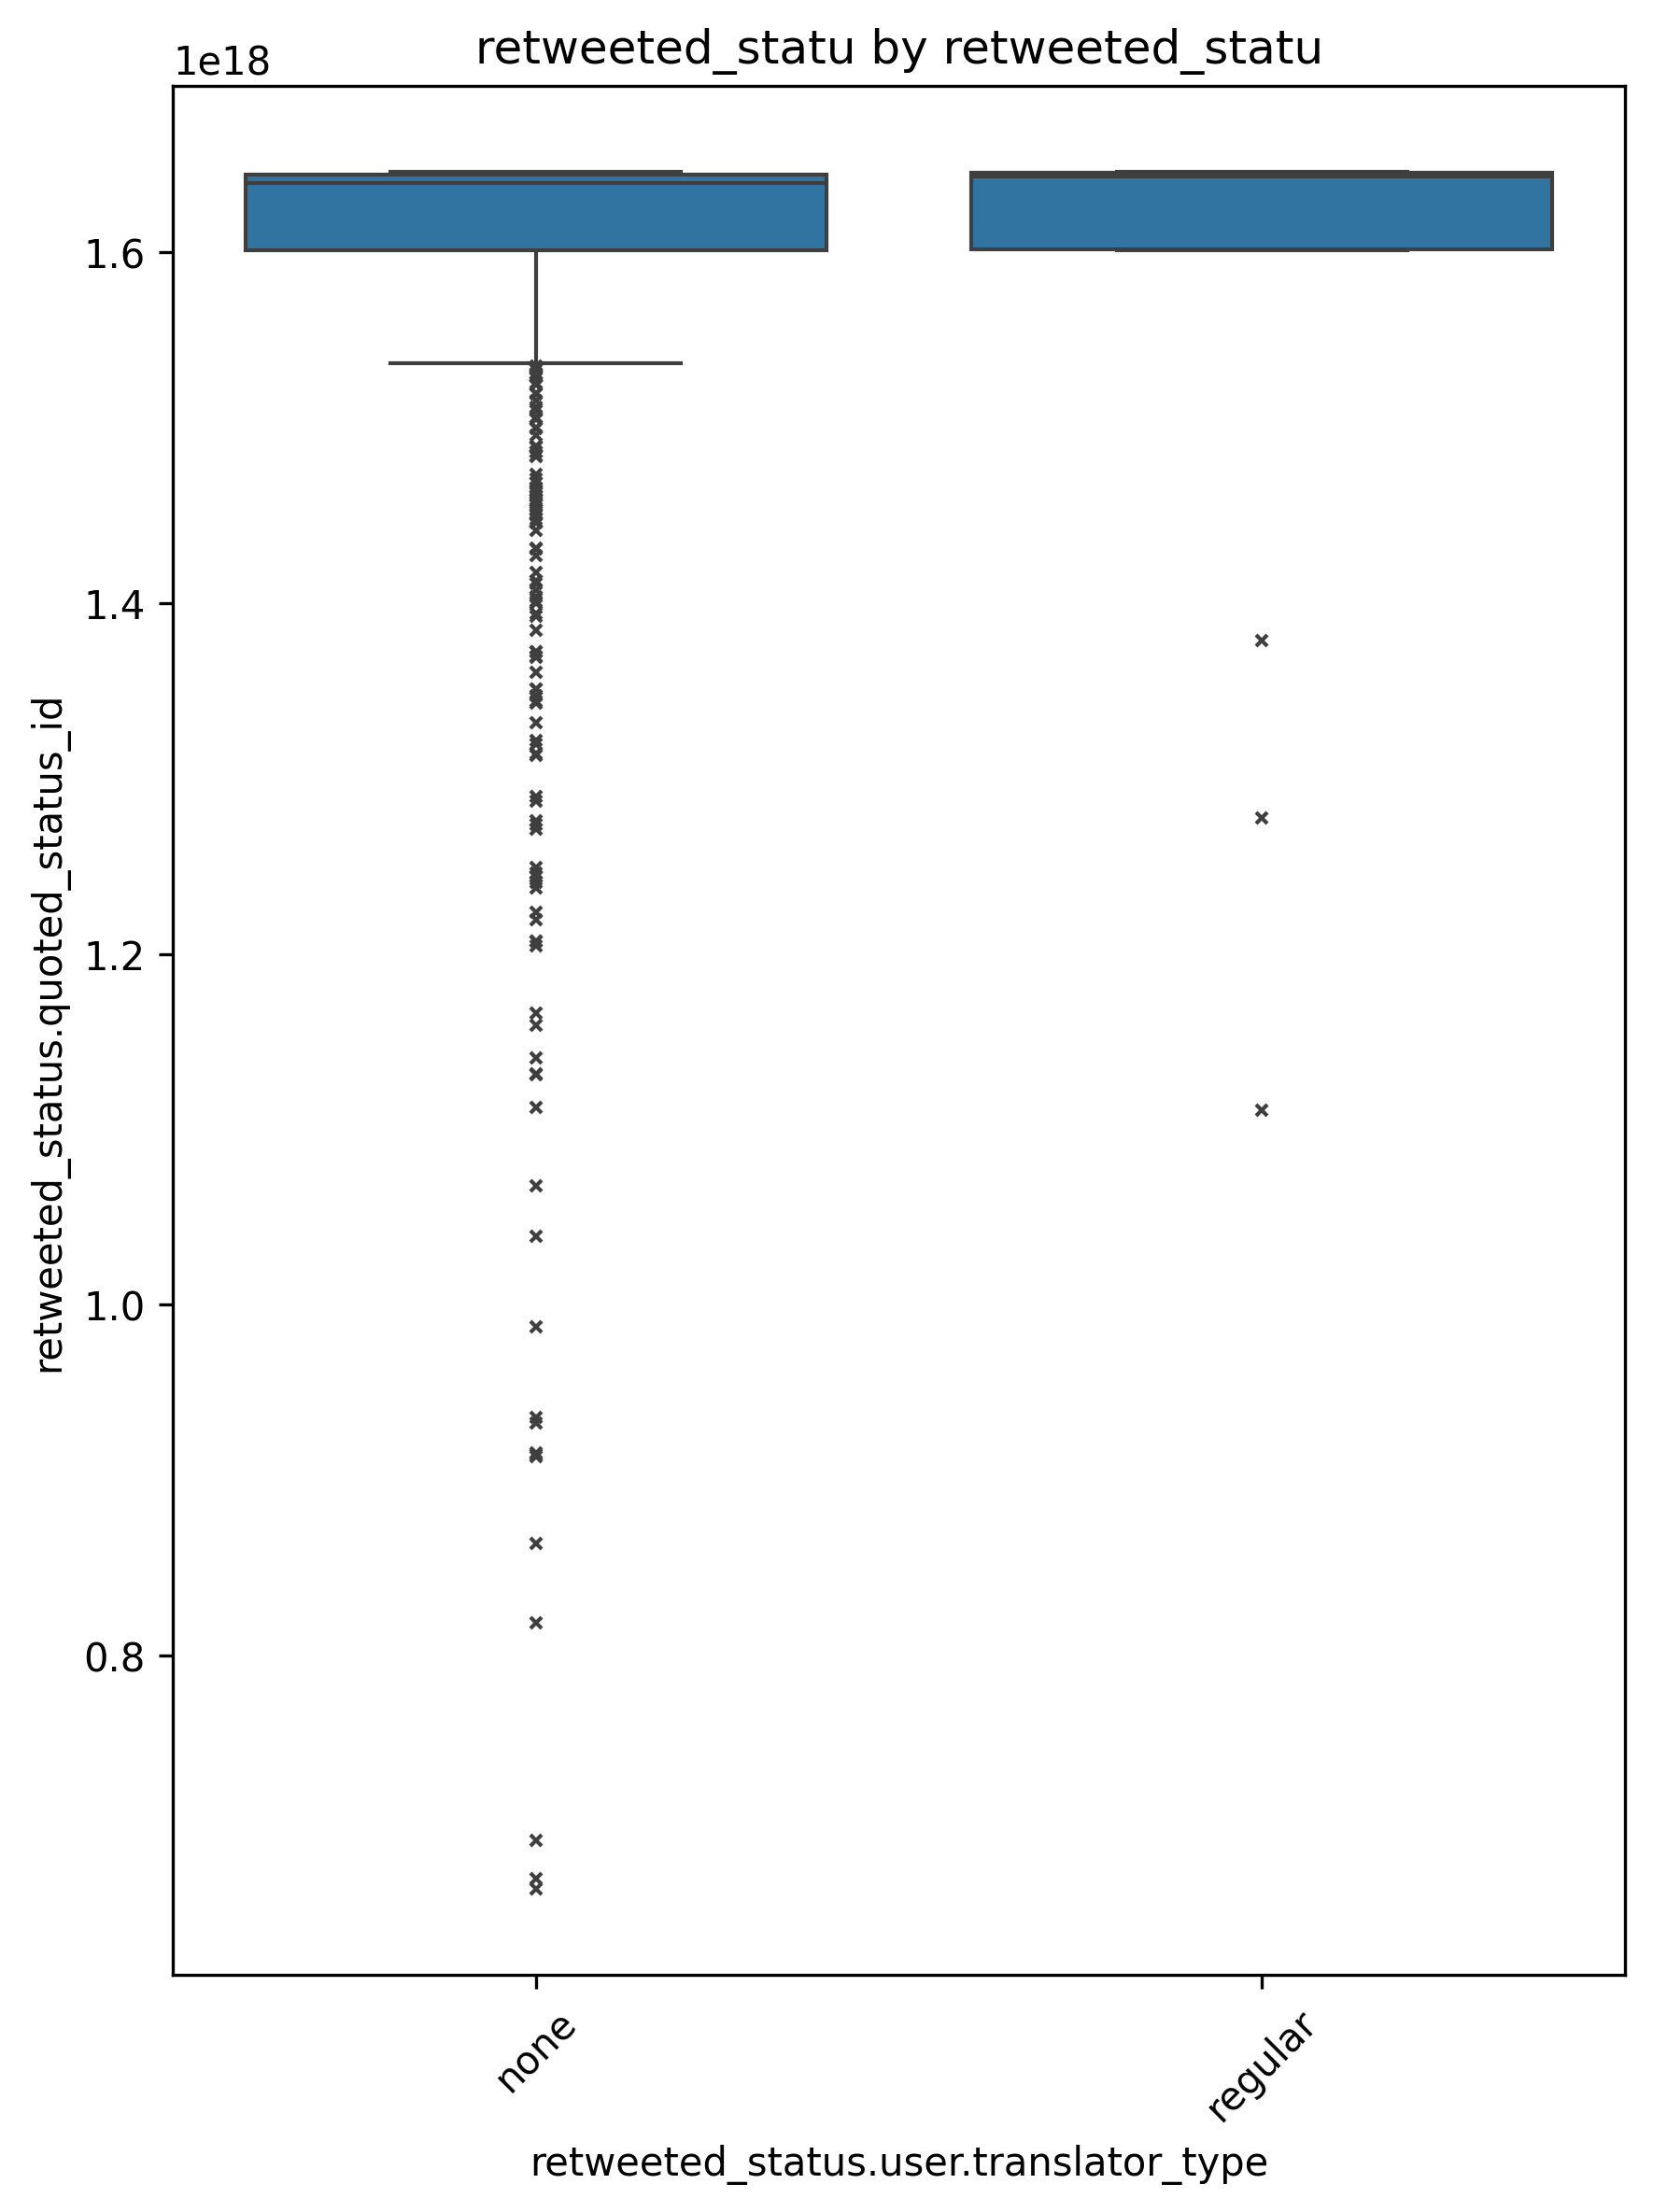 retweeted_statu by retweeted_statu
1e18
1.6
1.4
1.2
1.0
0.8
retweeted_status.quoted_status_id
none
regular
retweeted_status.user.translator_type